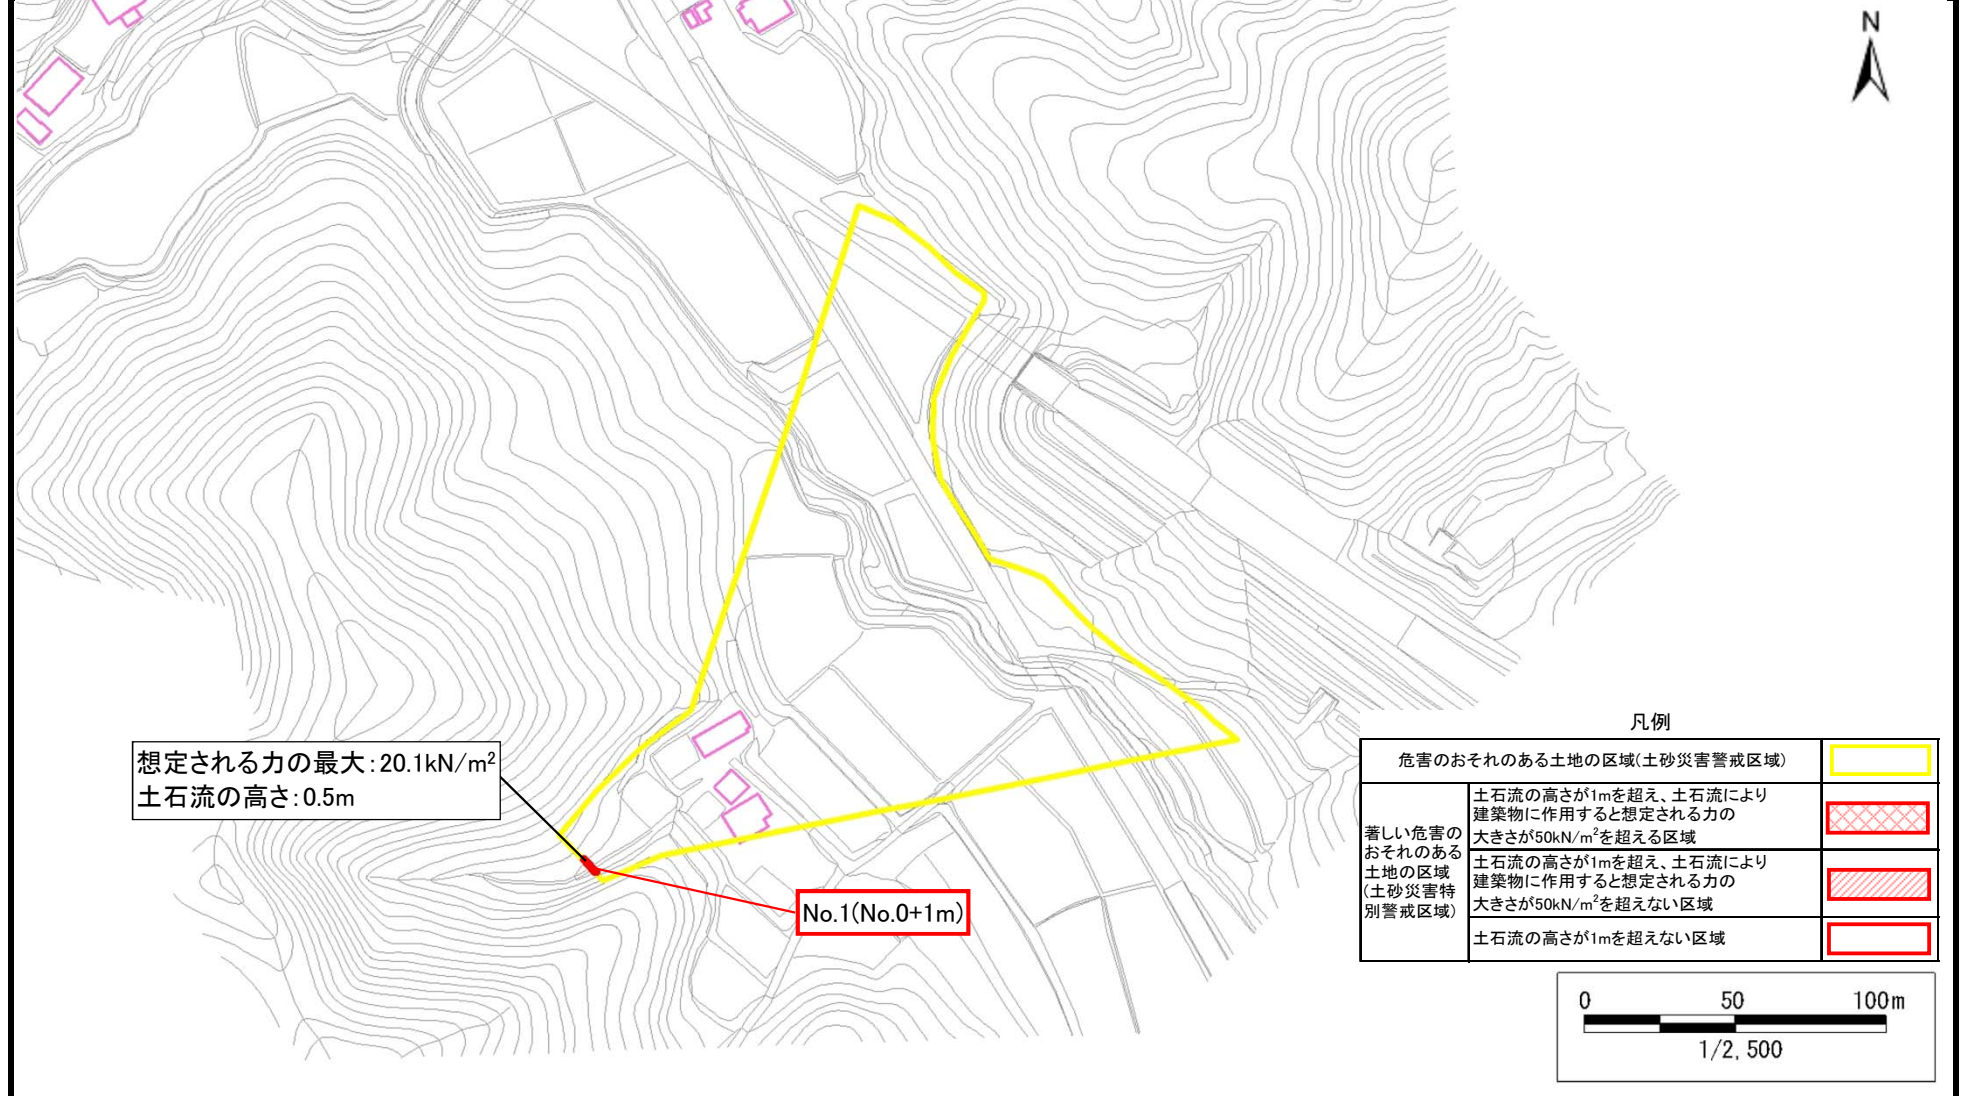 N
想定される力の最大:20.1kN/m²
土石流の高さ:0.5m
No.1(No.0+1m)
凡例
危害のおそれのある土地の区域(土砂災害警戒区域)
著しい危害の
おそれのある
土地の区域
(土砂災害特
別警戒区域)
土石流の高さが1mを超え、土石流により
建築物に作用すると想定される力の
大きさが50kN/m²を超える区域
土石流の高さが1mを超え、土石流により
建築物に作用すると想定される力の
大きさが50kN/m²を超えない区域
土石流の高さが1mを超えない区域
0 50 100m
1/2,500